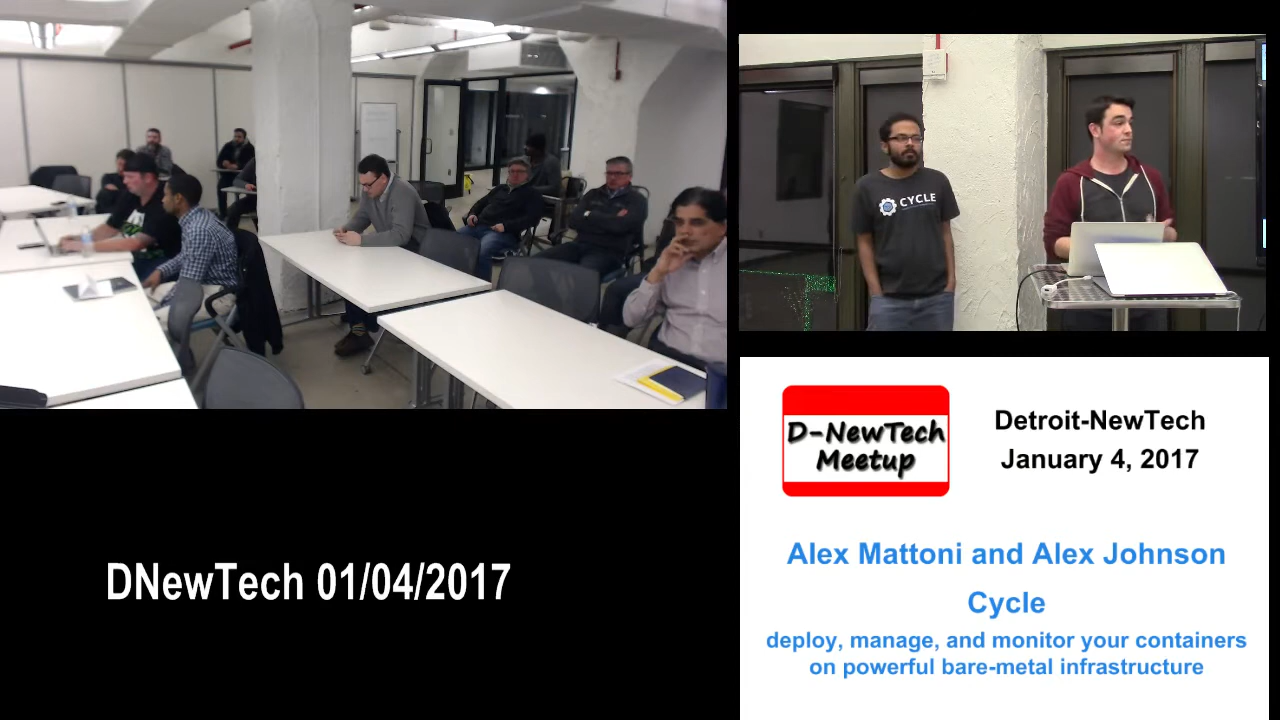 CYCLE
D-NewTech
Meetup
Detroit-NewTech
January 4, 2017
Alex Mattoni and Alex Johnson
Cycle
deploy, manage, and monitor your containers
on powerful bare-metal infrastructure
DNewTech 01/04/2017